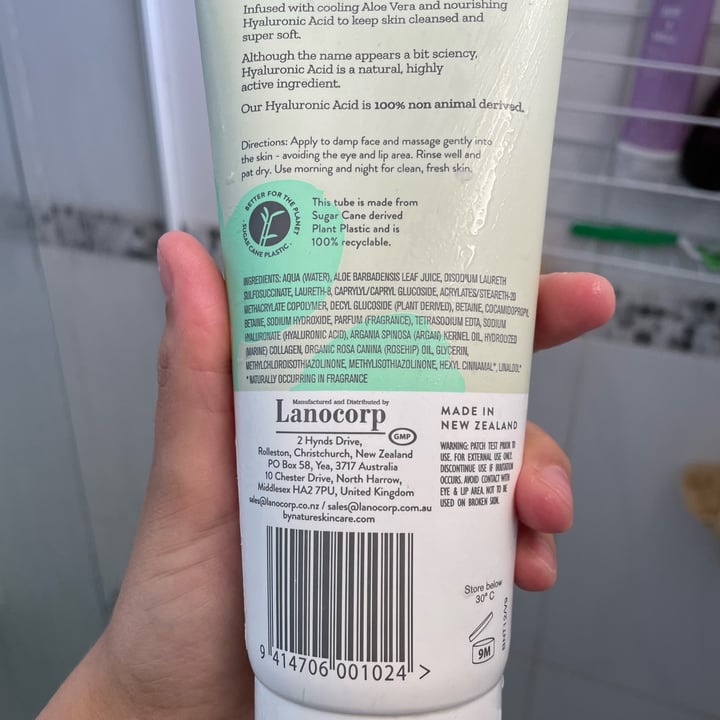 Infused with cooling Aloe Vera and nourishing
Hyaluronic Acid to keep skin cleansed and
super soft.
Although the name appears a bit sciency,
Hyaluronic Acid is a natural, highly
active ingredient.
Our Hyaluronic Acid is 100% non animal derived.
Directions: Apply to damp face and massage gently into
the skin - avoiding the eye and lip area. Rinse well and
pat dry. Use morning and night for clean, fresh skin.
BETTER FOR THE PLANET
• SUGAR CANE PLASTIC •
This tube is made from
Sugar Cane derived
Plant Plastic and is
100% recyclable.
INGREDIENTS: AQUA (WATER), ALOE BARBADENSIS LEAF JUICE, DISODIUM LAURETH
SULFOSUCCINATE, LAURETH-8, CAPRYLYL/CAPRYL GLUCOSIDE, ACRYLATES/STEARETH-20
METHACRYLATE COPOLYMER, DECYL GLUCOSIDE (PLANT DERIVED), BETAINE, COCAMIDOPROPYL
BETAINE, SODIUM HYDROXIDE, PARFUM (FRAGRANCE), TETRASODIUM EDTA, SODIUM
HYALURONATE (HYALURONIC ACID), ARGANIA SPINOSA (ARGAN) KERNEL OIL, HYDROLYZED
(MARINE) COLLAGEN, ORGANIC ROSA CANINA (ROSEHIP) OIL, GLYCERIN,
METHYLCHLOROISOTHIAZOLINONE, METHYLISOTHIAZOLINONE, HEXYL CINNAMAL*, LINALOOL*
* NATURALLY OCCURRING IN FRAGRANCE
Manufactured and Distributed by
Lanocorp
GMP
2 Hynds Drive,
Rolleston, Christchurch, New Zealand
PO Box 58, Yea, 3717 Australia
10 Chester Drive, North Harrow,
Middlesex HA2 7PU, United Kingdom
sales@lanocorp.co.nz / sales@lanocorp.com.au
bynatureskincare.com
MADE IN
NEW ZEALAND
WARNING: PATCH TEST PRIOR TO
USE. FOR EXTERNAL USE ONLY.
DISCONTINUE USE IF IRRITATION
OCCURS. AVOID CONTACT WITH
EYE & LIP AREA. NOT TO BE
USED ON BROKEN SKIN.
Store below
30°C
9M
9 414706 001024 >